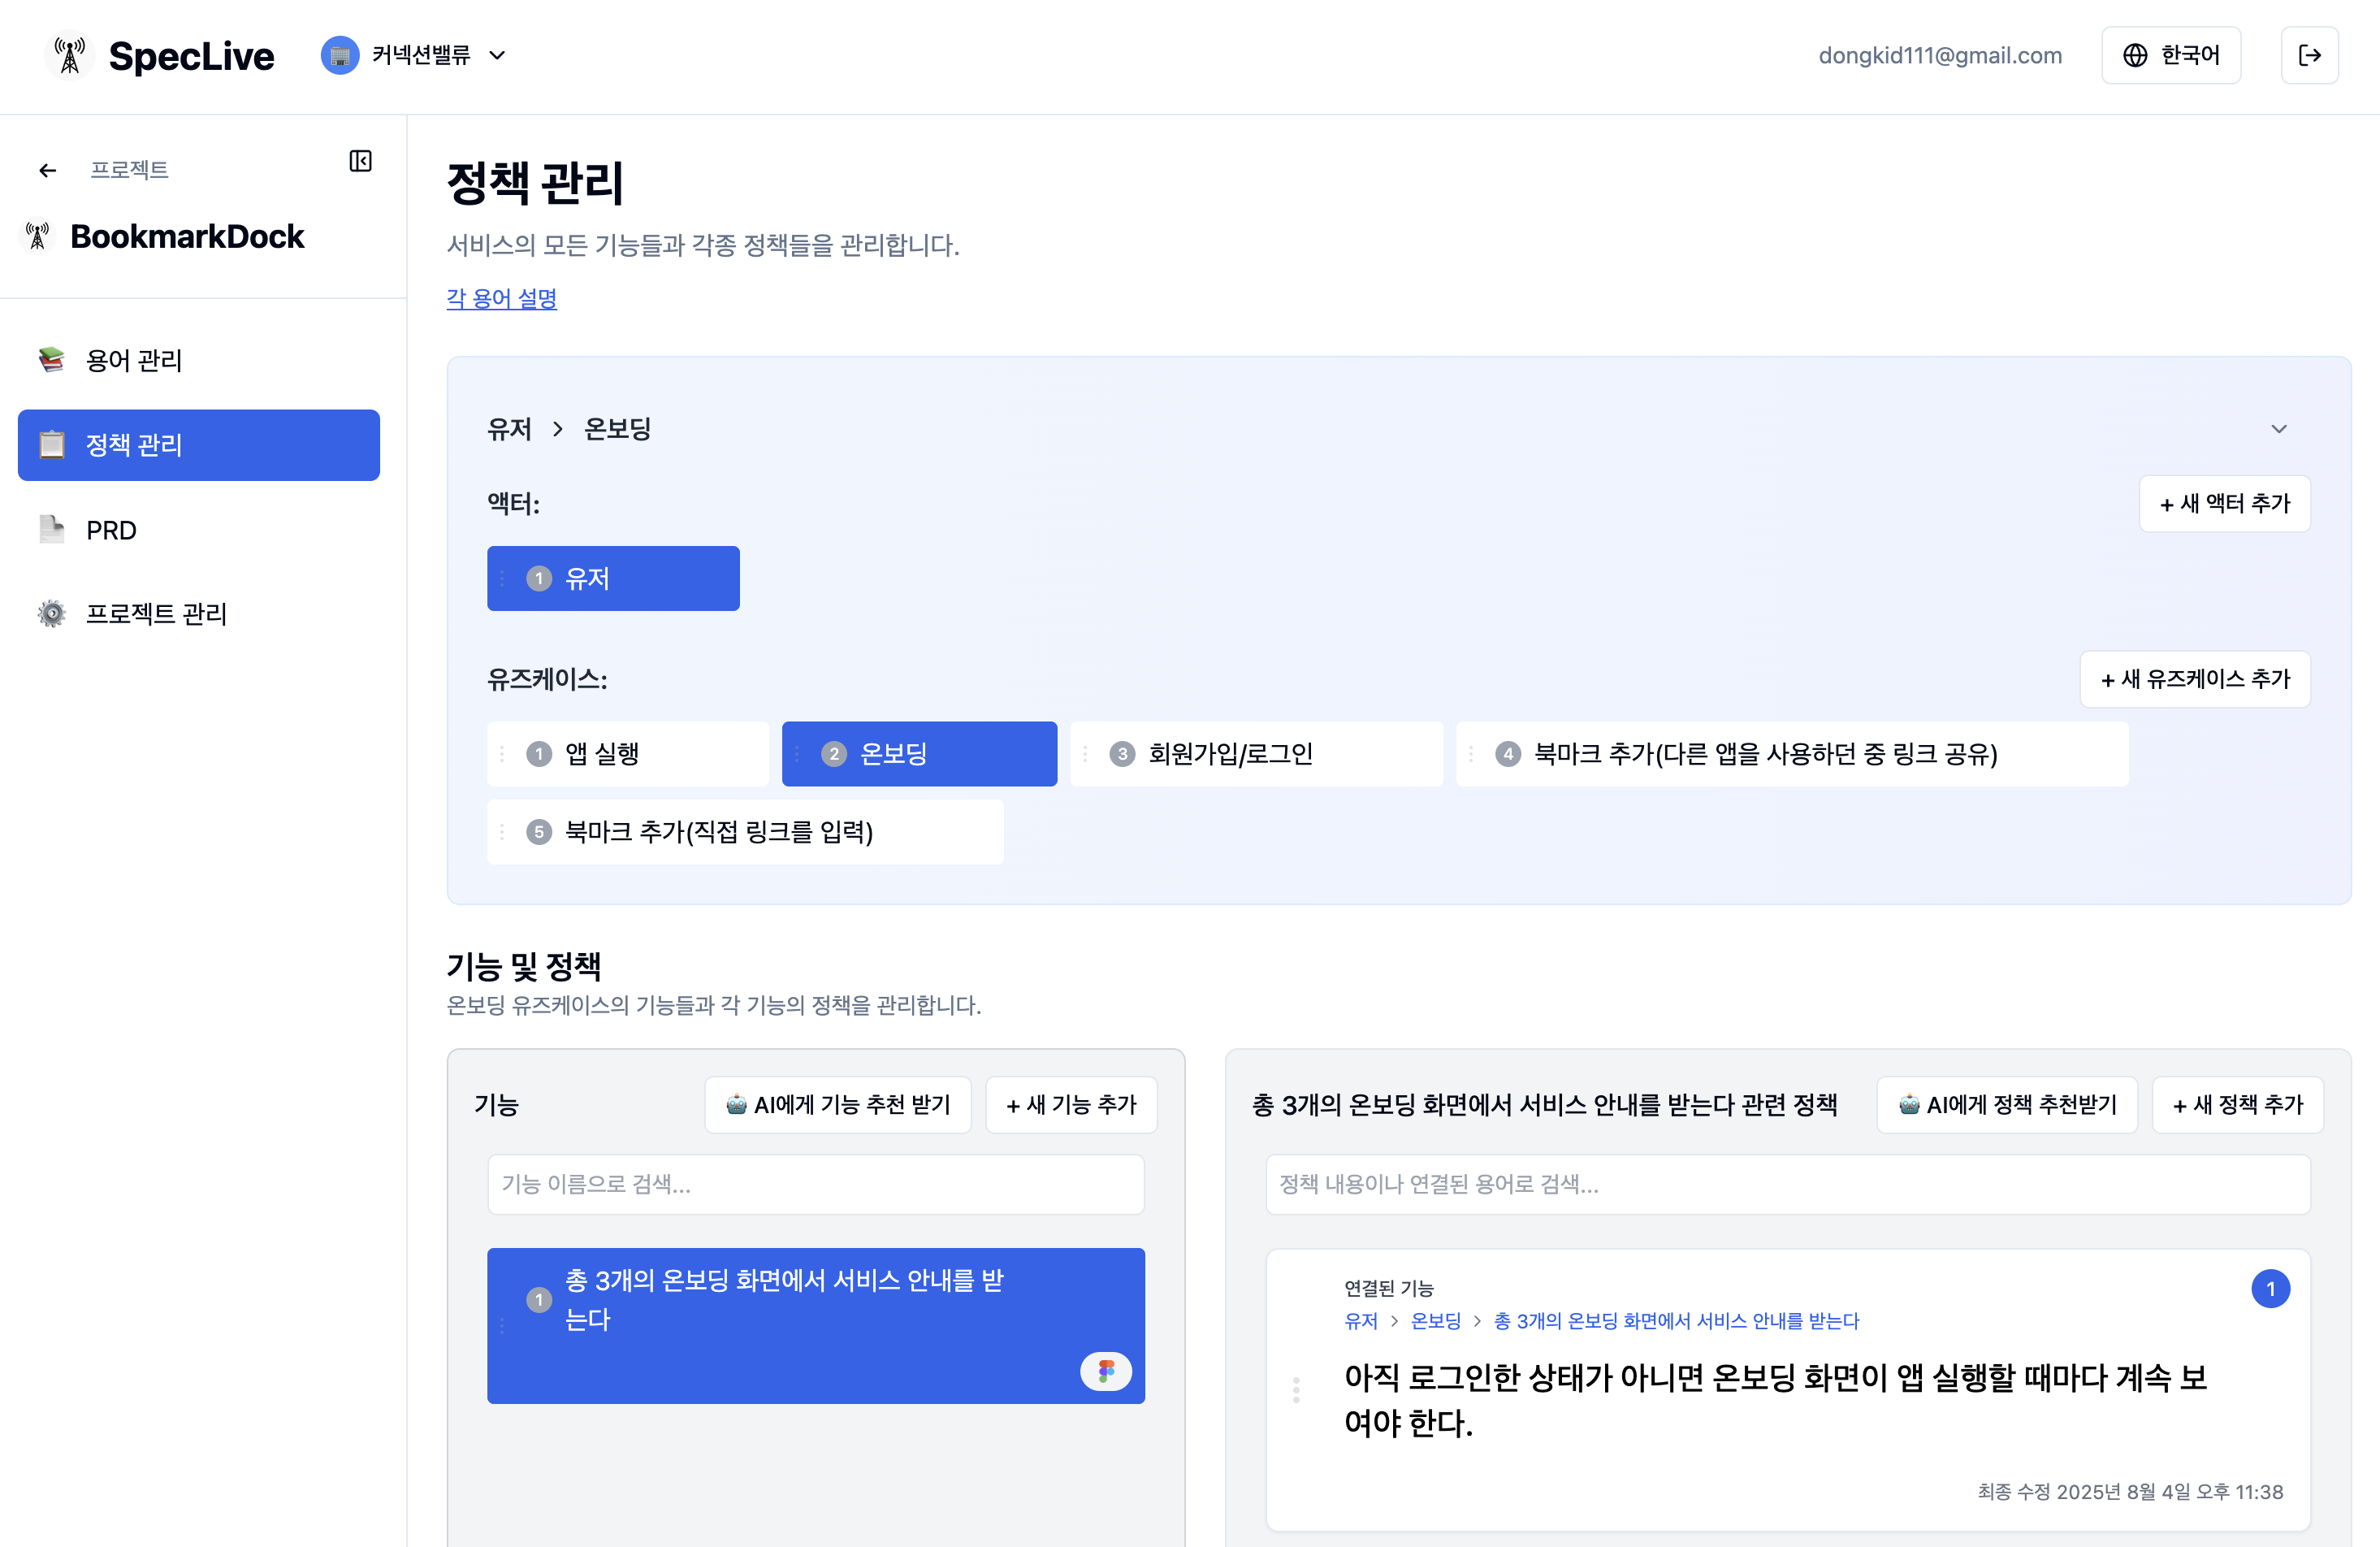 SpecLive
커넥션밸류
dongkid111@gmail.com
한국어
프로젝트
BookmarkDock
용어 관리
정책 관리
PRD
프로젝트 관리
정책 관리
서비스의 모든 기능들과 각종 정책들을 관리합니다.
각 용어 설명
유저 > 온보딩
액터:
+ 새 액터 추가
1 유저
유즈케이스:
+ 새 유즈케이스 추가
1 앱 실행
2 온보딩
3 회원가입/로그인
4 북마크 추가(다른 앱을 사용하던 중 링크 공유)
5 북마크 추가(직접 링크를 입력)
기능 및 정책
온보딩 유즈케이스의 기능들과 각 기능의 정책을 관리합니다.
기능
AI에게 기능 추천 받기
+ 새 기능 추가
기능 이름으로 검색...
1 총 3개의 온보딩 화면에서 서비스 안내를 받
는다
총 3개의 온보딩 화면에서 서비스 안내를 받는다 관련 정책
AI에게 정책 추천받기
+ 새 정책 추가
정책 내용이나 연결된 용어로 검색...
연결된 기능
1
유저 > 온보딩 > 총 3개의 온보딩 화면에서 서비스 안내를 받는다
아직 로그인한 상태가 아니면 온보딩 화면이 앱 실행할 때마다 계속 보
여야 한다.
최종 수정 2025년 8월 4일 오후 11:38